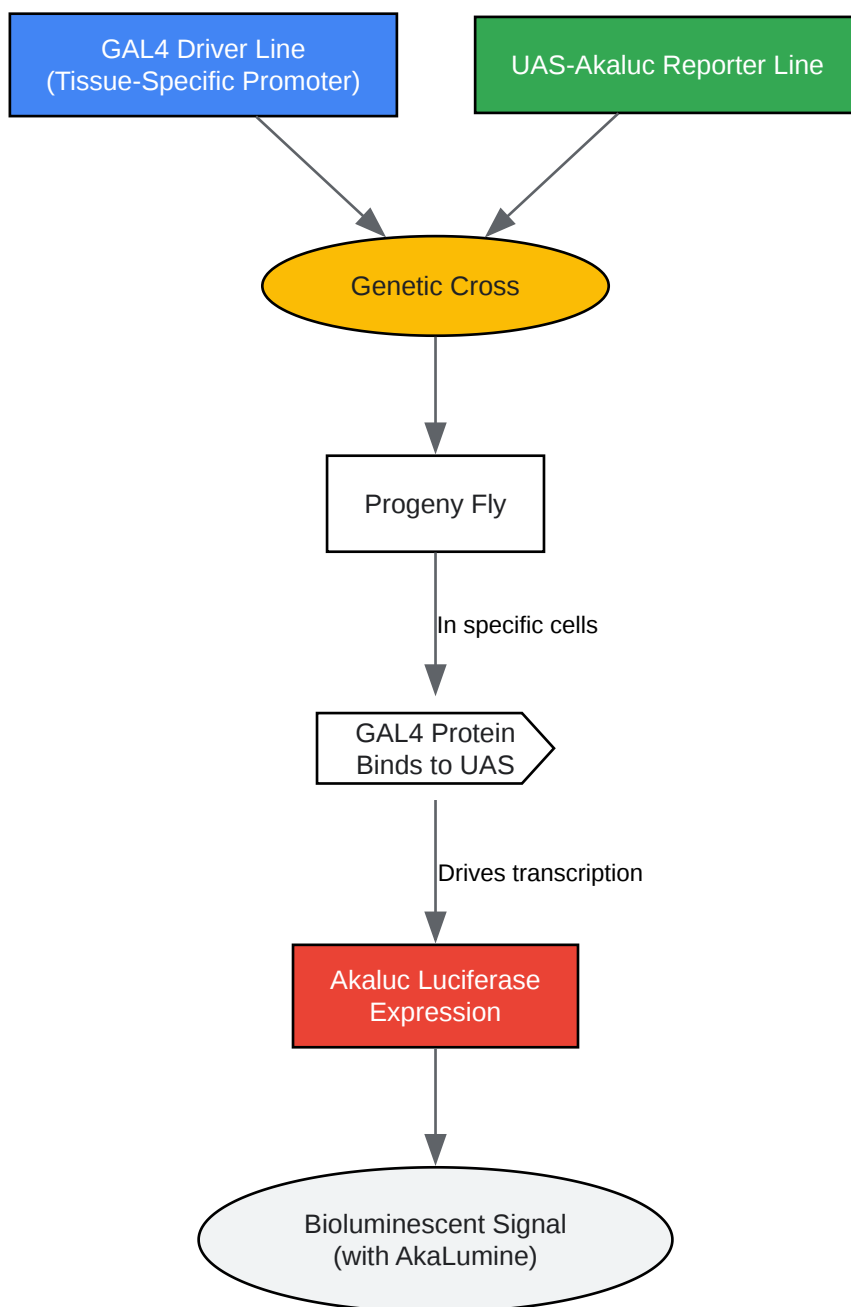 GAL4 Driver Line
(Tissue-Specific Promoter)
UAS-Akaluc Reporter Line
Genetic Cross
Progeny Fly
In specific cells
GAL4 Protein
Binds to UAS
Drives transcription
Akaluc Luciferase
Expression
Bioluminescent Signal
(with AkaLumine)